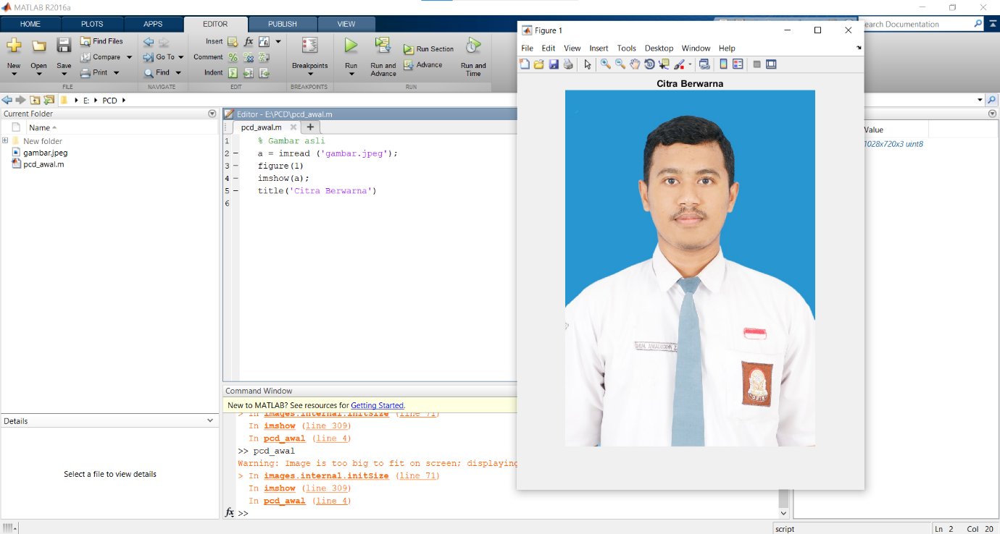 MATLAB R2016a
HOME PLOTS APPS EDITOR PUBLISH VIEW
earch Documentation
New Open Save Find Files Compare Print
FILE
Go To Find
NAVIGATE
Insert fx
Comment
Indent
EDIT
Breakpoints
BREAKPOINTS
Run Run and Advance Run Section Advance Run and Time
RUN
E: PCD
Current Folder
Name
New folder
gambar.jpeg
pcd_awal.m
Details
Select a file to view details
Editor - E:\PCD\pcd_awal.m
pcd_awal.m
1 % Gambar asli
2 – a = imread ('gambar.jpeg');
3 – figure(1)
4 – imshow(a);
5 – title('Citra Berwarna')
6
Command Window
New to MATLAB? See resources for Getting Started.
> In images.internal.initSize (line 71)
In imshow (line 309)
In pcd_awal (line 4)
>> pcd_awal
Warning: Image is too big to fit on screen; displaying
> In images.internal.initSize (line 71)
In imshow (line 309)
In pcd_awal (line 4)
fx >>
Figure 1
File Edit View Insert Tools Desktop Window Help
Citra Berwarna
MUH. AWALUDDIN Z
Value
1028x720x3 uint8
script
Ln 2 Col 20